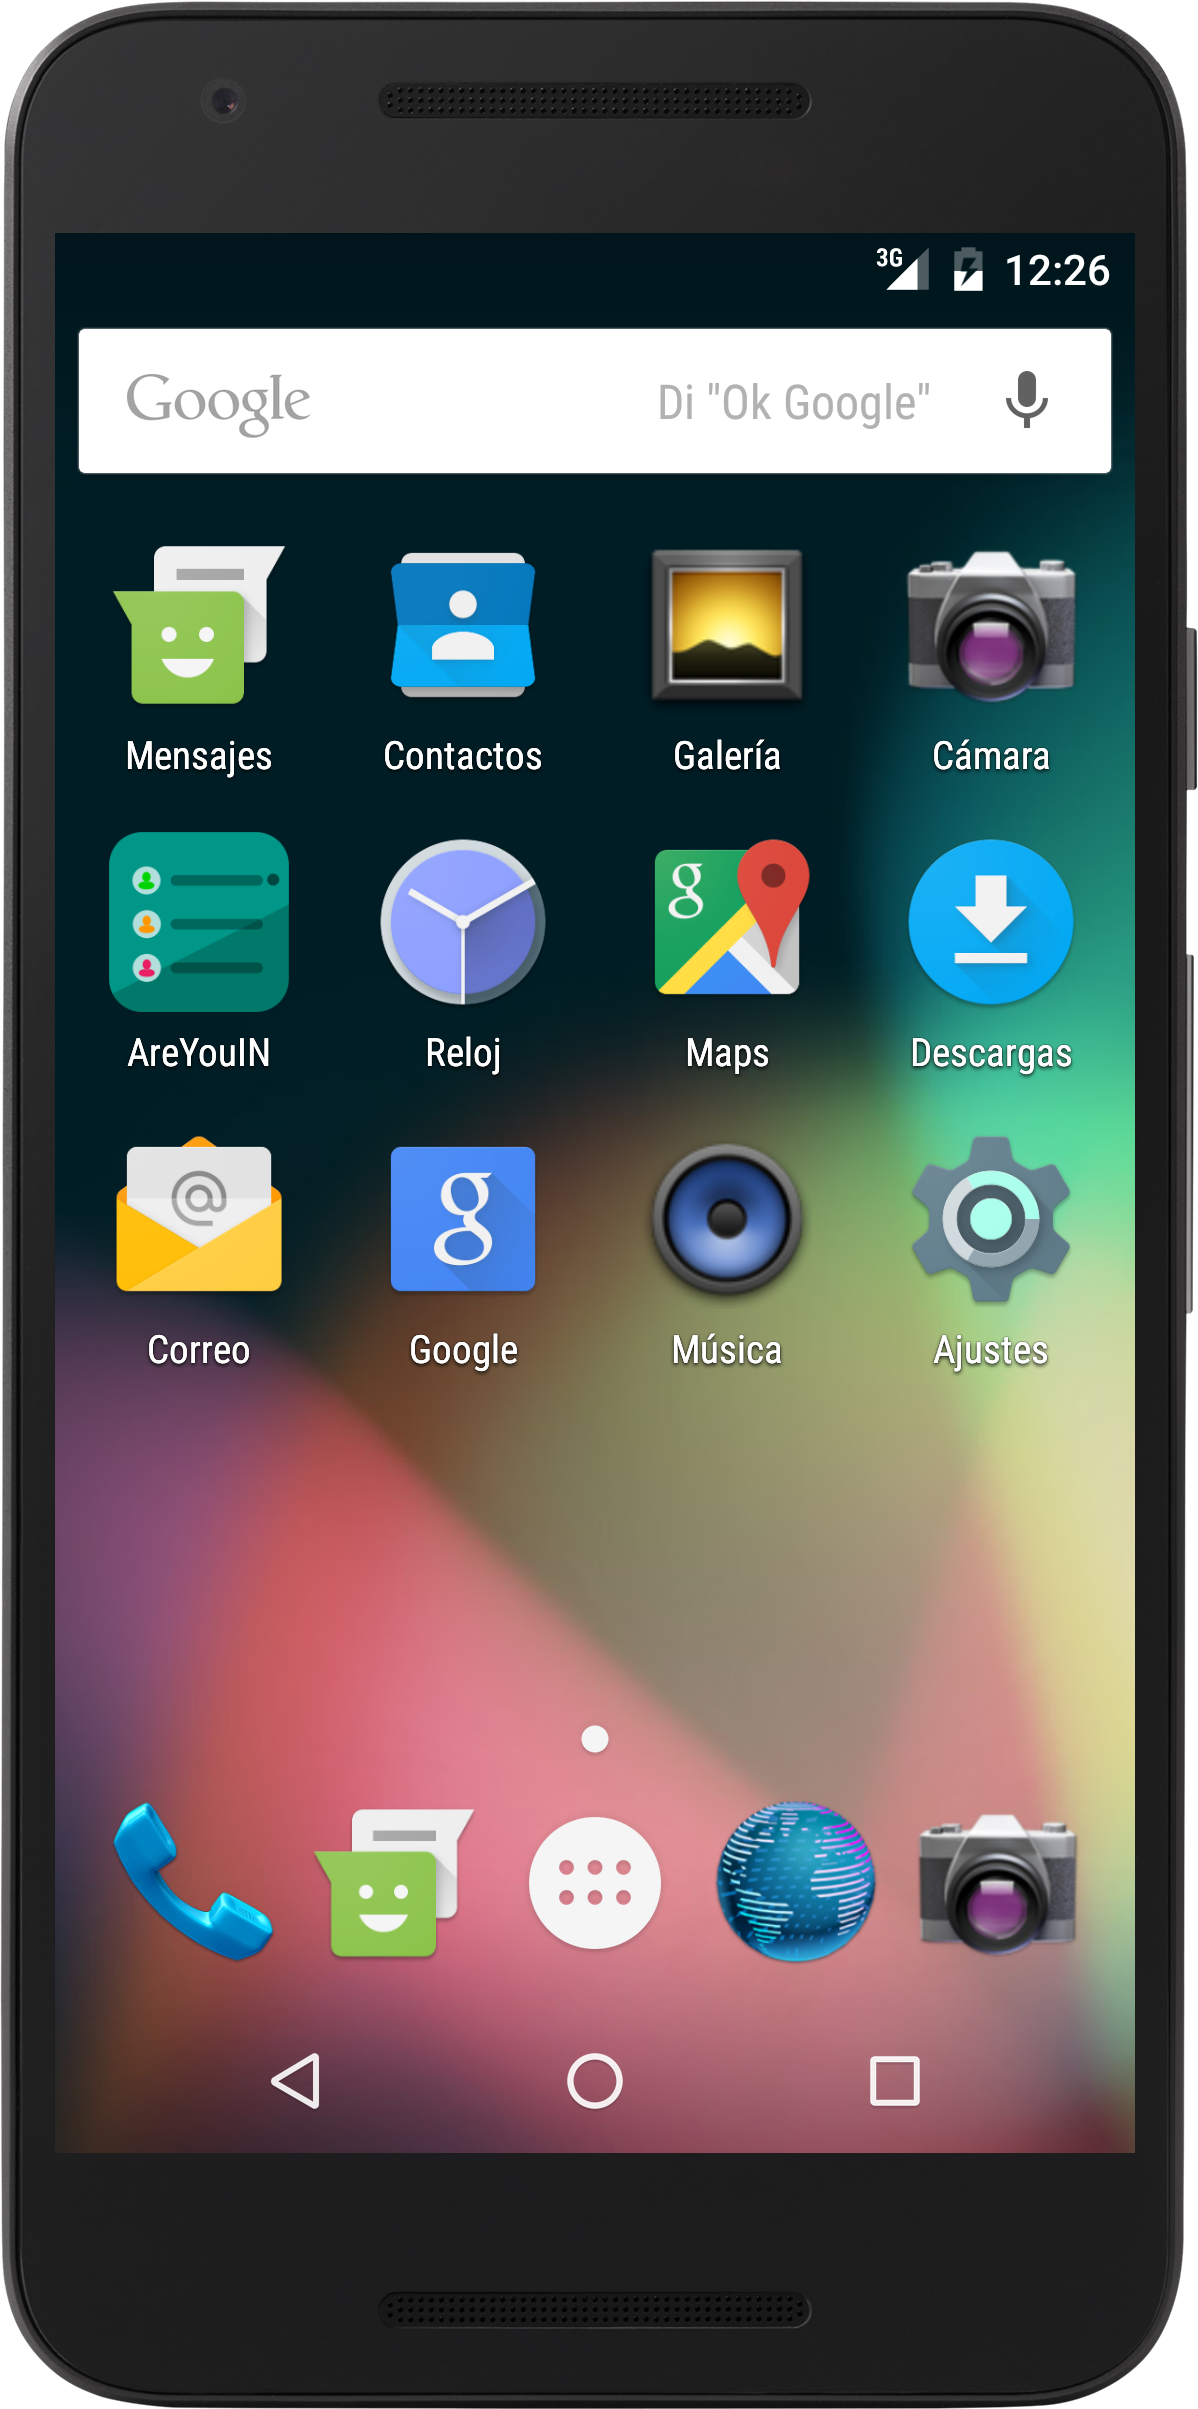 3G 12:26
Google Di "Ok Google"
Mensajes Contactos Galería Cámara
AreYouIN Reloj Maps Descargas
Correo Google Música Ajustes